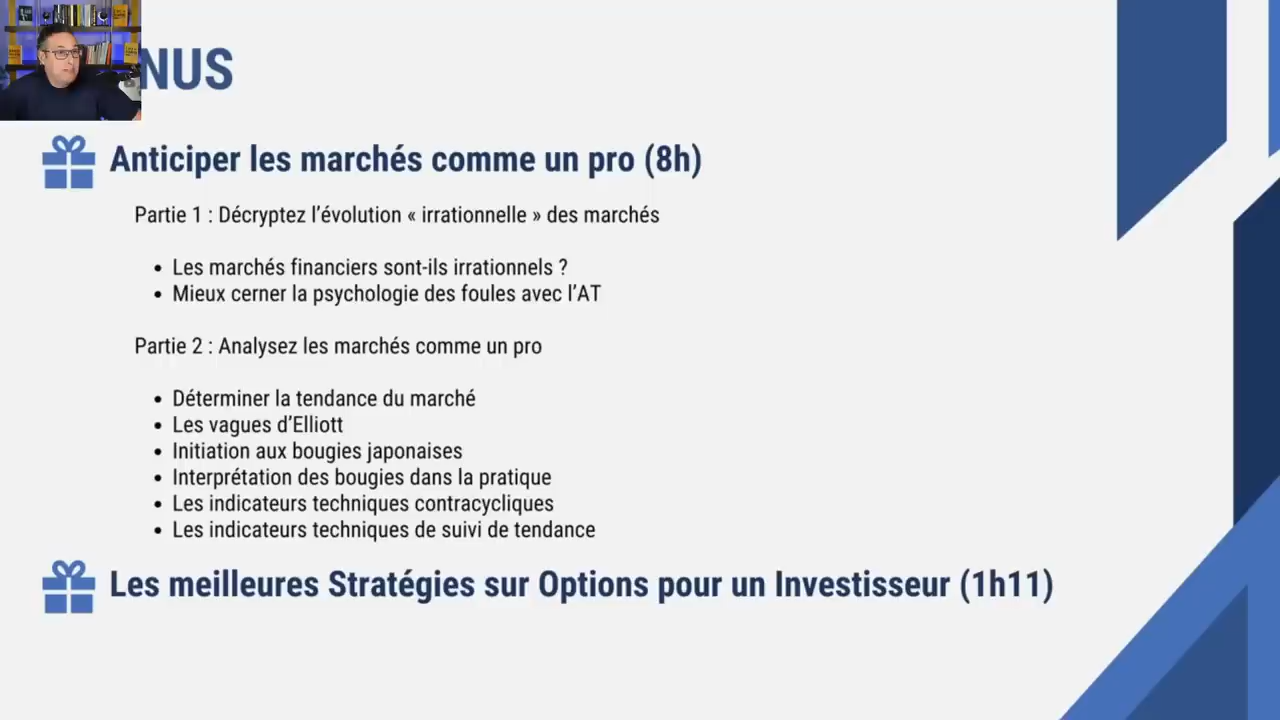 NUS
Anticiper les marchés comme un pro (8h)
Partie 1 : Décryptez l’évolution « irrationnelle » des marchés
• Les marchés financiers sont-ils irrationnels ?
• Mieux cerner la psychologie des foules avec l’AT
Partie 2 : Analysez les marchés comme un pro
• Déterminer la tendance du marché
• Les vagues d’Elliott
• Initiation aux bougies japonaises
• Interprétation des bougies dans la pratique
• Les indicateurs techniques contracycliques
• Les indicateurs techniques de suivi de tendance
Les meilleures Stratégies sur Options pour un Investisseur (1h11)